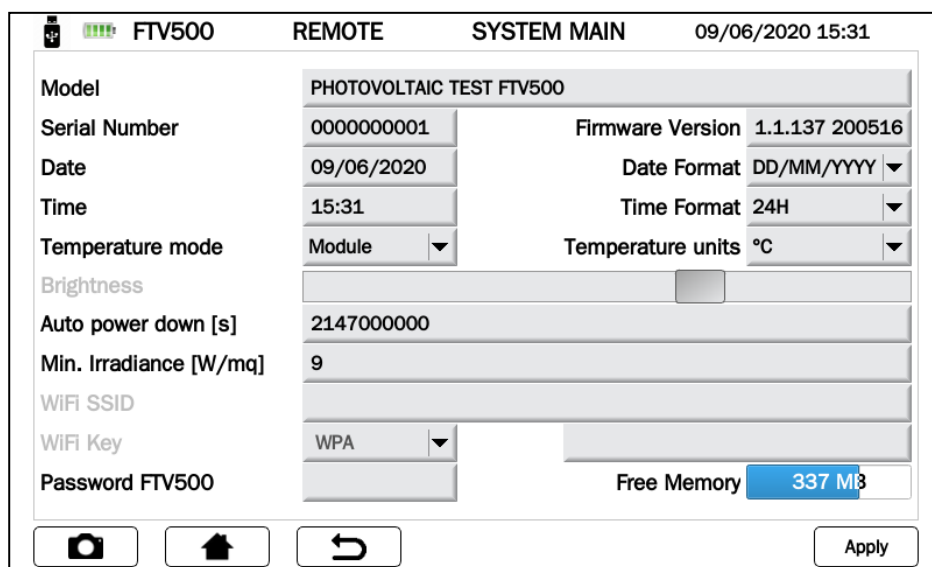 FTV500 REMOTE SYSTEM MAIN 09/06/2020 15:31
Model PHOTOVOLTAIC TEST FTV500
Serial Number 0000000001 Firmware Version 1.1.137 200516
Date 09/06/2020 Date Format DD/MM/YYYY
Time 15:31 Time Format 24H
Temperature mode Module Temperature units °C
Brightness
Auto power down [s] 2147000000
Min. Irradiance [W/mq] 9
WiFi SSID
WiFi Key WPA
Password FTV500 Free Memory 337 MB
Apply